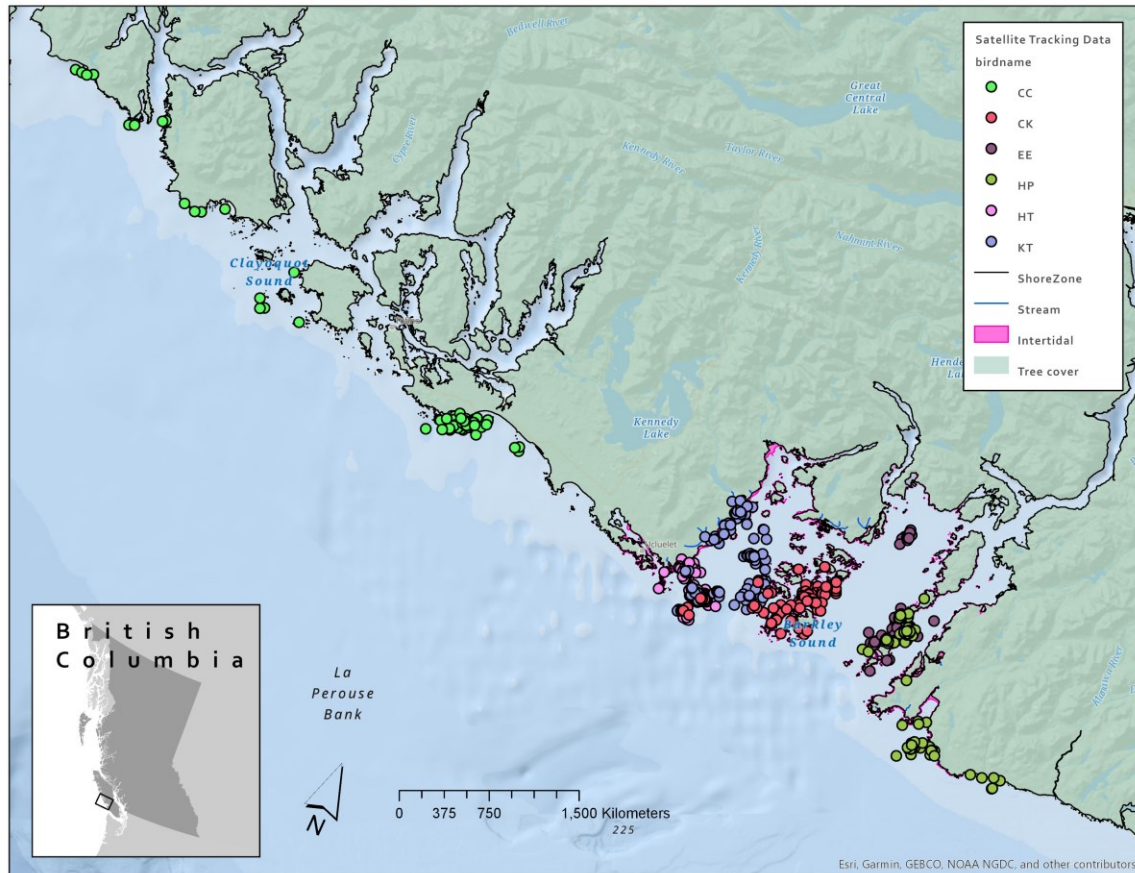 Bedwell River
Great
Central
Lake
Cypre River
Taylor River
Kennedy River
Nahmint River
Kennedy River
Clayoquot
Sound
Kennedy
Lake
Ucluelet
Barkley
Sound
La
Perouse
Bank
Satellite Tracking Data
birdname
CC
CK
EE
HP
HT
KT
ShoreZone
Stream
Intertidal
Tree cover
British
Columbia
N
0 375 750 1,500 Kilometers
225
Esri, Garmin, GEBCO, NOAA NGDC, and other contributors